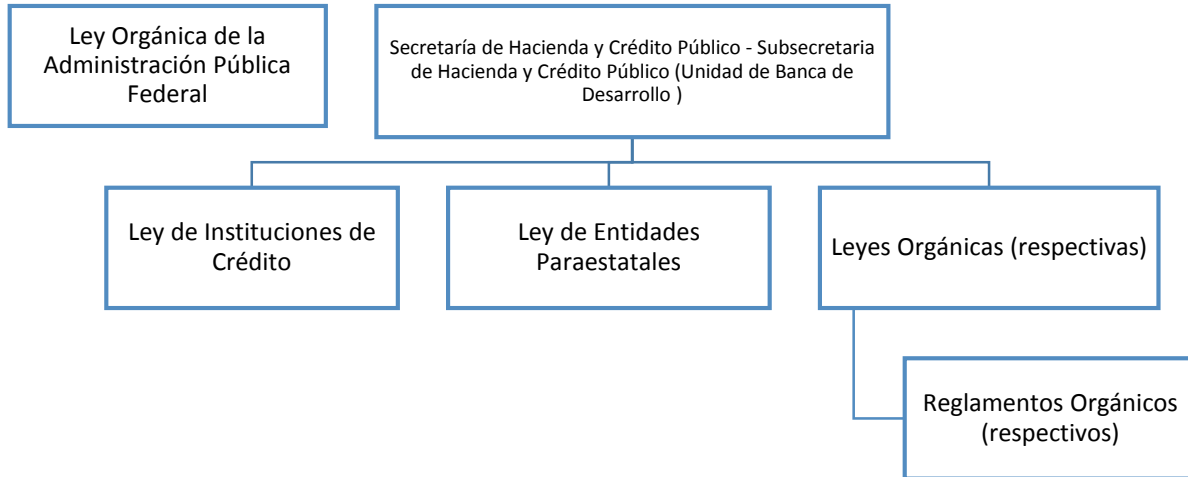 Ley Orgánica de la
Administración Pública
Federal
Secretaría de Hacienda y Crédito Público - Subsecretaria
de Hacienda y Crédito Público (Unidad de Banca de
Desarrollo )
Ley de Instituciones de
Crédito
Ley de Entidades
Paraestatales
Leyes Orgánicas (respectivas)
Reglamentos Orgánicos
(respectivos)